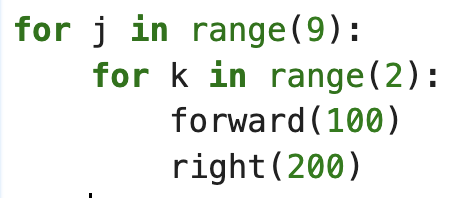 for j in range(9):
    for k in range(2):
        forward(100)
        right(200)